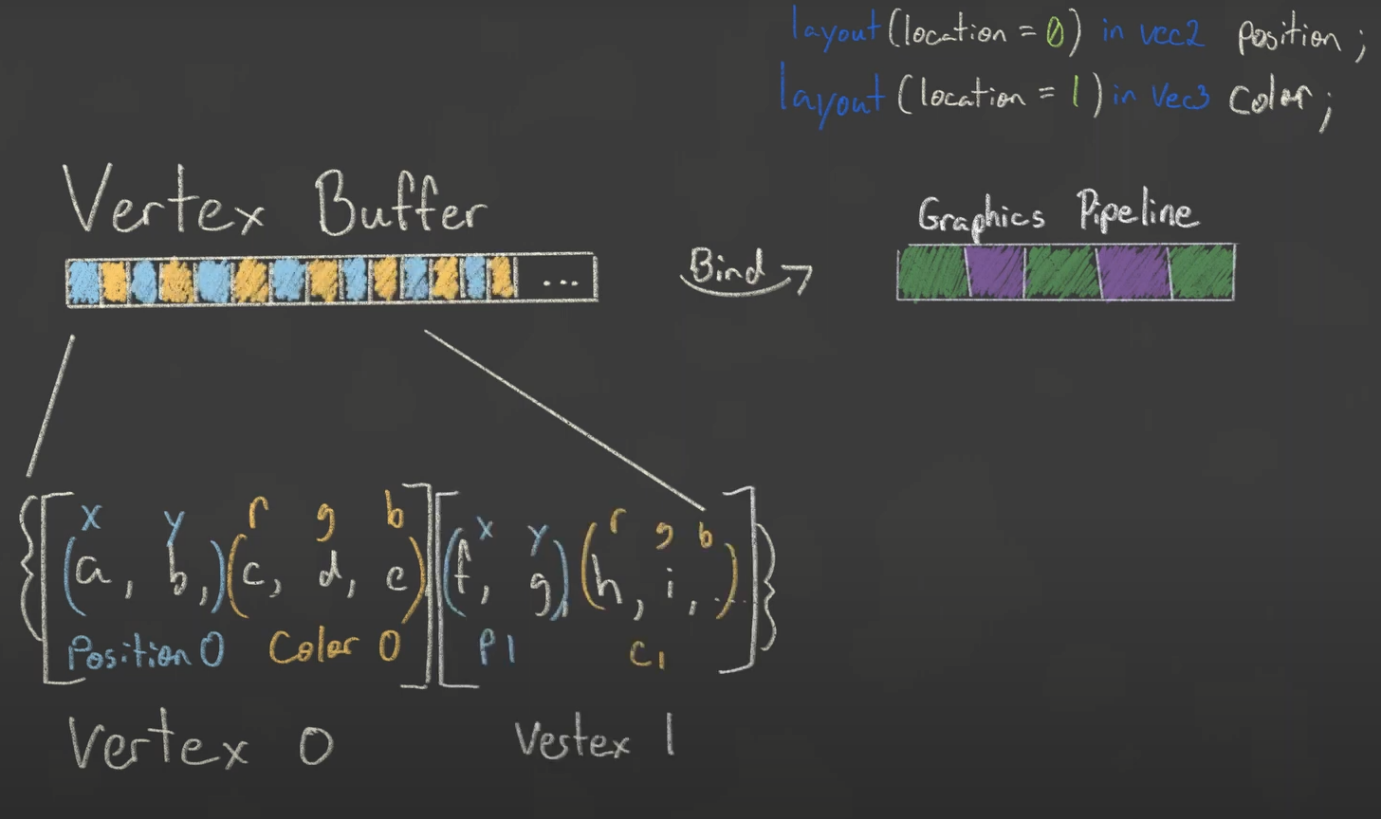 layout (location = 0) in vec2 position;
layout (location = 1) in vec3 color;
Vertex Buffer
...
Bind
Graphics Pipeline
x y r g b x y r g b
(a, b,)(c, d, e) (f, g), (h, i, ...)
Position 0 Color 0 P1 C1
Vertex 0 Vestex 1